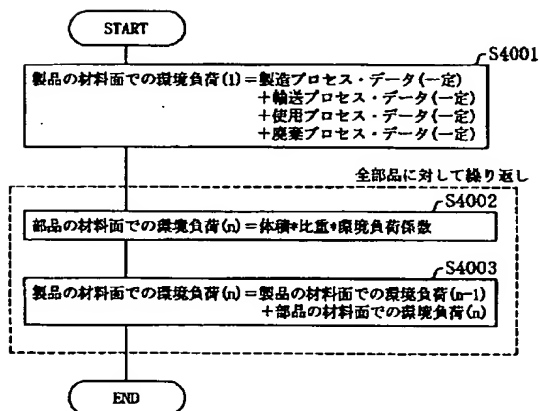 START
S4001
製品の材料面での環境負荷(1)=製造プロセス・データ(一定)
+輸送プロセス・データ(一定)
+使用プロセス・データ(一定)
+廃棄プロセス・データ(一定)
全部品に対して繰り返し
S4002
部品の材料面での環境負荷(n)=体積*比重*環境負荷係数
S4003
製品の材料面での環境負荷(n)=製品の材料面での環境負荷(n-1)
+部品の材料面での環境負荷(n)
END